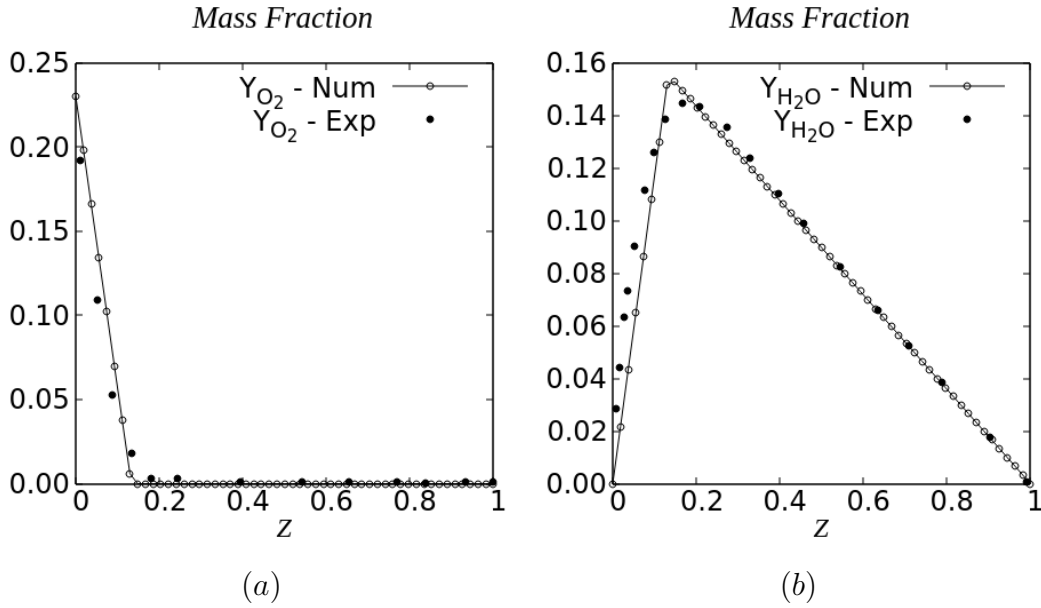 Mass Fraction
0.25
0.20
0.15
0.10
0.05
0.00
Y_O2 - Num
Y_O2 - Exp
0 0.2 0.4 0.6 0.8 1
Z
(a)
Mass Fraction
0.16
0.14
0.12
0.10
0.08
0.06
0.04
0.02
0.00
Y_H2O - Num
Y_H2O - Exp
0 0.2 0.4 0.6 0.8 1
Z
(b)